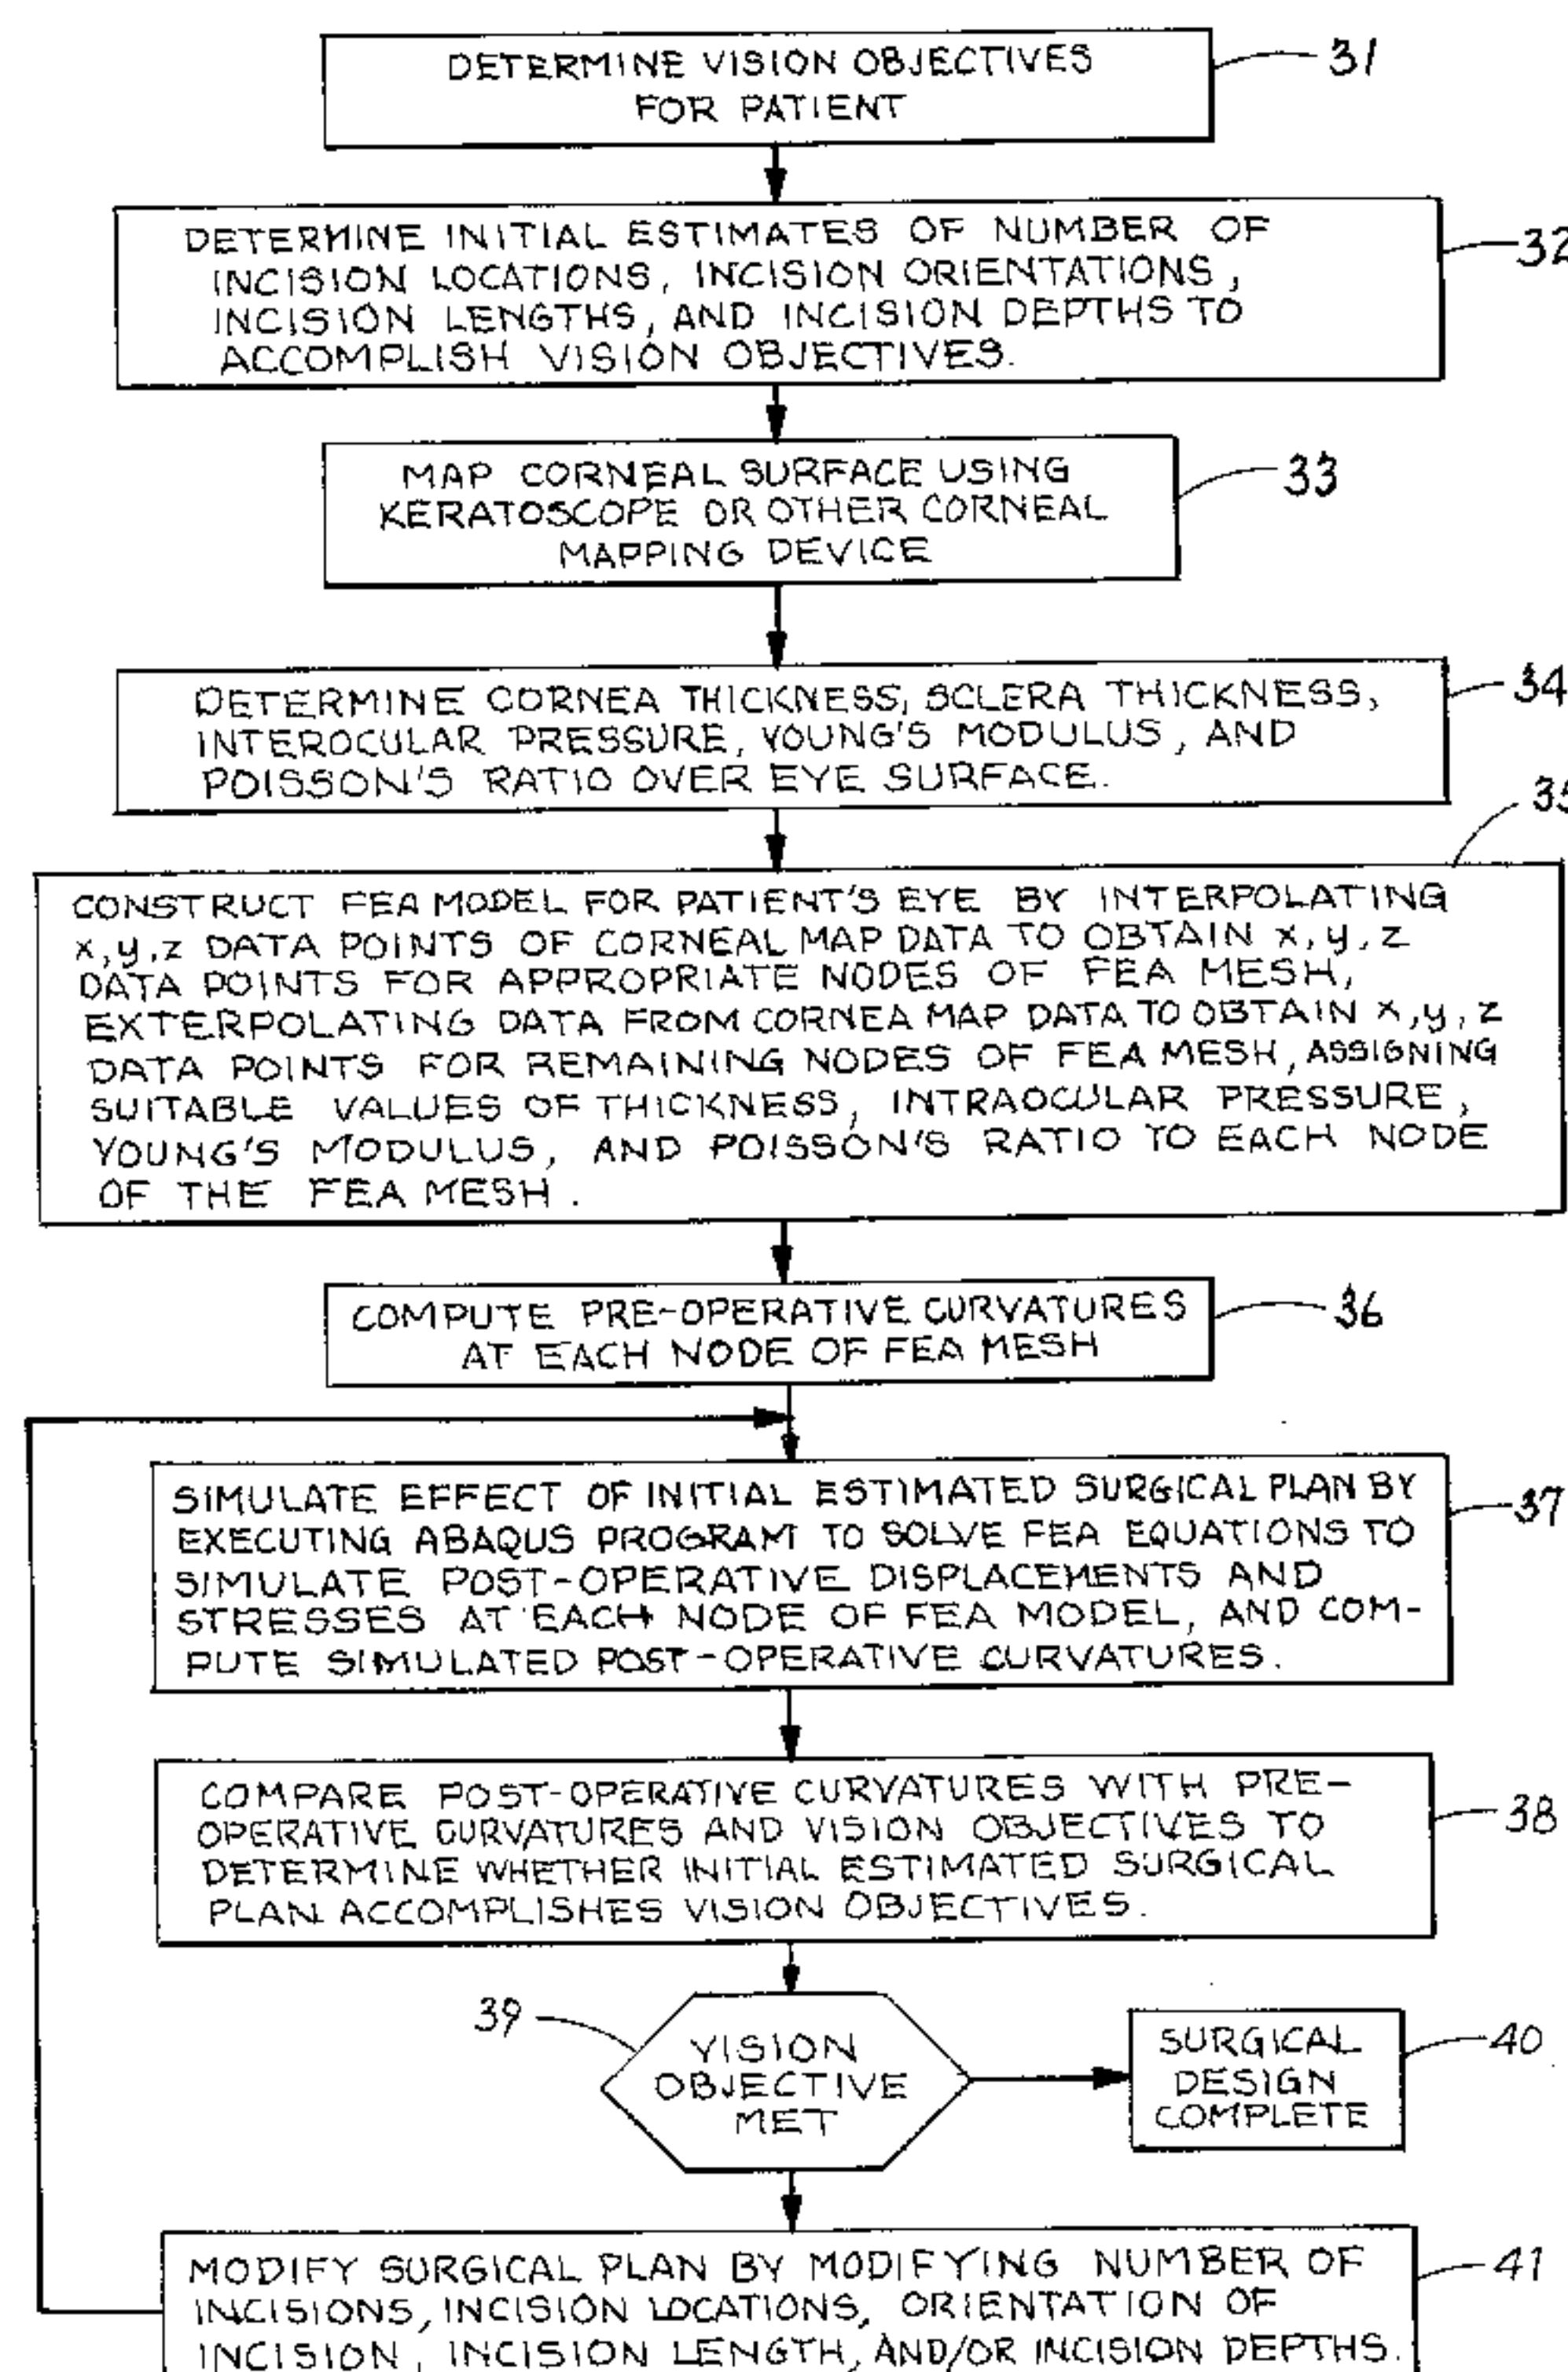 DETERMINE VISION OBJECTIVES
FOR PATIENT
31
DETERMINE INITIAL ESTIMATES OF NUMBER OF
INCISION LOCATIONS, INCISION ORIENTATIONS,
INCISION LENGTHS, AND INCISION DEPTHS TO
ACCOMPLISH VISION OBJECTIVES.
32
MAP CORNEAL SURFACE USING
KERATOSCOPE OR OTHER CORNEAL
MAPPING DEVICE
33
DETERMINE CORNEA THICKNESS, SCLERA THICKNESS,
INTEROCULAR PRESSURE, YOUNG'S MODULUS, AND
POISSON'S RATIO OVER EYE SURFACE.
34
35
CONSTRUCT FEA MODEL FOR PATIENT'S EYE BY INTERPOLATING
x,y,z DATA POINTS OF CORNEAL MAP DATA TO OBTAIN x,y,z
DATA POINTS FOR APPROPRIATE NODES OF FEA MESH,
EXTERPOLATING DATA FROM CORNEA MAP DATA TO OBTAIN x,y,z
DATA POINTS FOR REMAINING NODES OF FEA MESH, ASSIGNING
SUITABLE VALUES OF THICKNESS, INTRAOCULAR PRESSURE,
YOUNG'S MODULUS, AND POISSON'S RATIO TO EACH NODE
OF THE FEA MESH.
COMPUTE PRE-OPERATIVE CURVATURES
AT EACH NODE OF FEA MESH
36
SIMULATE EFFECT OF INITIAL ESTIMATED SURGICAL PLAN BY
EXECUTING ABAQUS PROGRAM TO SOLVE FEA EQUATIONS TO
SIMULATE POST-OPERATIVE DISPLACEMENTS AND
STRESSES AT EACH NODE OF FEA MODEL, AND COM-
PUTE SIMULATED POST-OPERATIVE CURVATURES.
37
COMPARE POST-OPERATIVE CURVATURES WITH PRE-
OPERATIVE CURVATURES AND VISION OBJECTIVES TO
DETERMINE WHETHER INITIAL ESTIMATED SURGICAL
PLAN ACCOMPLISHES VISION OBJECTIVES.
38
39
VISION
OBJECTIVE
MET
SURGICAL
DESIGN
COMPLETE
40
MODIFY SURGICAL PLAN BY MODIFYING NUMBER OF
INCISIONS, INCISION LOCATIONS, ORIENTATION OF
INCISION, INCISION LENGTH, AND/OR INCISION DEPTHS.
41